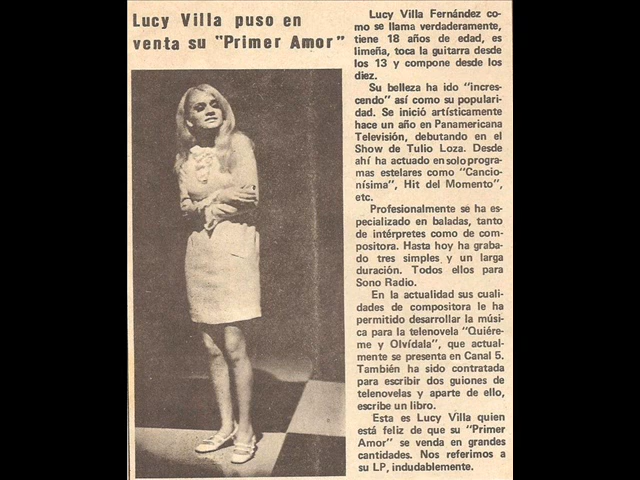 Lucy Villa puso en
venta su "Primer Amor"
Lucy Villa Fernández co-
mo se llama verdaderamente,
tiene 18 años de edad, es
limeña, toca la guitarra desde
los 13 y compone desde los
diez.
Su belleza ha ido "incres-
cendo" así como su populari-
dad. Se inició artísticamente
hace un año en Panamericana
Televisión, debutando en el
Show de Tulio Loza. Desde
ahí ha actuado en solo progra-
mas estelares como "Cancio-
nísima", Hit del Momento",
etc.
Profesionalmente se ha es-
pecializado en baladas, tanto
de intérpretes como de com-
positora. Hasta hoy ha graba-
do tres simples y un larga
duración. Todos ellos para
Sono Radio.
En la actualidad sus cuali-
dades de compositora le ha
permitido desarrollar la músi-
ca para la telenovela "Quiére-
me y Olvídala", que actual-
mente se presenta en Canal 5.
También ha sido contratada
para escribir dos guiones de
telenovelas y aparte de ello,
escribe un libro.
Esta es Lucy Villa quien
está feliz de que su "Primer
Amor" se venda en grandes
cantidades. Nos referimos a
su LP, indudablemente.